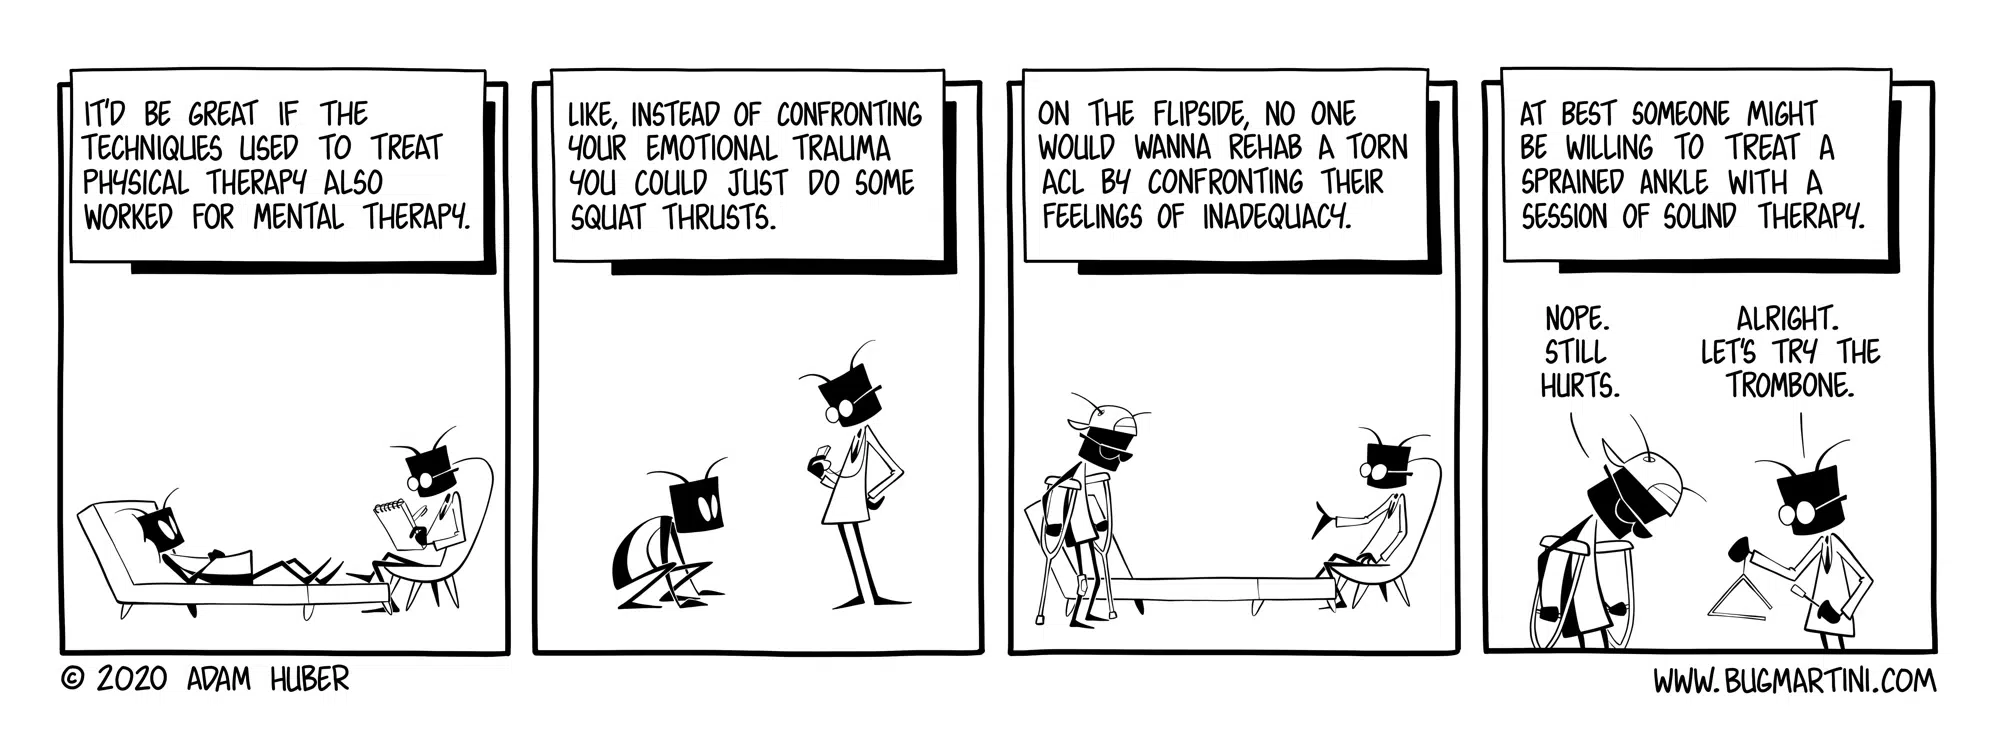 IT'D BE GREAT IF THE
TECHNIQUES USED TO TREAT
PHYSICAL THERAPY ALSO
WORKED FOR MENTAL THERAPY.
LIKE, INSTEAD OF CONFRONTING
YOUR EMOTIONAL TRAUMA
YOU COULD JUST DO SOME
SQUAT THRUSTS.
ON THE FLIPSIDE, NO ONE
WOULD WANNA REHAB A TORN
ACL BY CONFRONTING THEIR
FEELINGS OF INADEQUACY.
AT BEST SOMEONE MIGHT
BE WILLING TO TREAT A
SPRAINED ANKLE WITH A
SESSION OF SOUND THERAPY.
NOPE.
STILL
HURTS.
ALRIGHT.
LET'S TRY THE
TROMBONE.
© 2020 ADAM HUBER
WWW.BUGMARTINI.COM